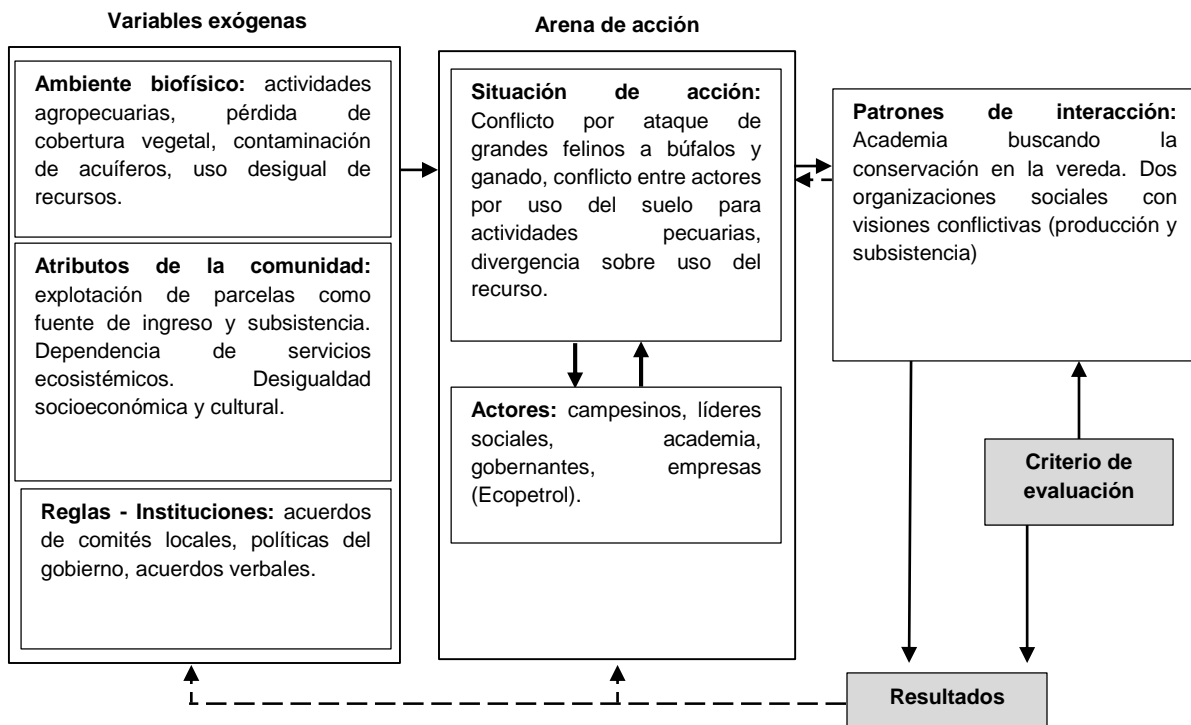 Variables exógenas
Ambiente biofísico: actividades
agropecuarias, pérdida de
cobertura vegetal, contaminación
de acuíferos, uso desigual de
recursos.
Atributos de la comunidad:
explotación de parcelas como
fuente de ingreso y subsistencia.
Dependencia de servicios
ecosistémicos. Desigualdad
socioeconómica y cultural.
Reglas - Instituciones: acuerdos
de comités locales, políticas del
gobierno, acuerdos verbales.
Arena de acción
Situación de acción:
Conflicto por ataque de
grandes felinos a búfalos y
ganado, conflicto entre actores
por uso del suelo para
actividades pecuarias,
divergencia sobre uso del
recurso.
Actores: campesinos, líderes
sociales, academia,
gobernantes, empresas
(Ecopetrol).
Patrones de interacción:
Academia buscando la
conservación en la vereda. Dos
organizaciones sociales con
visiones conflictivas (producción y
subsistencia)
Criterio de
evaluación
Resultados